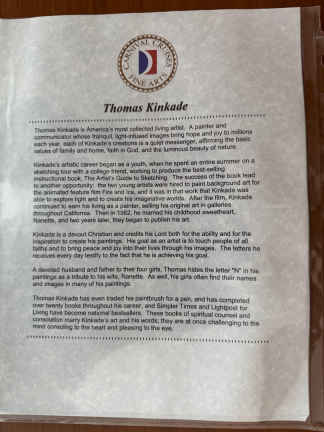 CARNIVAL CRUISES
FINE ARTS
Thomas Kinkade
Thomas Kinkade is America's most collected living artist. A painter and
communicator whose tranquil, light-infused images bring hope and joy to millions
each year, each of Kinkade's creations is a quiet messenger, affirming the basic
values of family and home, faith in God, and the luminous beauty of nature.
Kinkade's artistic career began as a youth, when he spent an entire summer on a
sketching tour with a college friend, working to produce the best-selling
instructional book, The Artist's Guide to Sketching. The success of the book lead
to another opportunity: the two young artists were hired to paint background art for
the animated feature film Fire and Ice, and it was in that work that Kinkade was
able to explore light and to create his imaginative worlds. After the film, Kinkade
continued to earn his living as a painter, selling his original art in galleries
throughout California. Then in 1982, he married his childhood sweetheart,
Nanette, and two years later, they began to publish his art.
Kinkade is a devout Christian and credits his Lord both for the ability and for the
inspiration to create his paintings. His goal as an artist is to touch people of all
faiths and to bring peace and joy into their lives through his images. The letters he
receives every day testify to the fact that he is achieving his goal.
A devoted husband and father to their four girls, Thomas hides the letter "N" in his
paintings as a tribute to his wife, Nanette. As well, his girls often find their names
and images in many of his paintings.
Thomas Kinkade has even traded his paintbrush for a pen, and has completed
over twenty books throughout his career, and Simpler Times and Lightpost for
Living have become national bestsellers. These books of spiritual counsel and
consolation marry Kinkade's art and his words; they are at once challenging to the
mind consoling to the heart and pleasing to the eye.